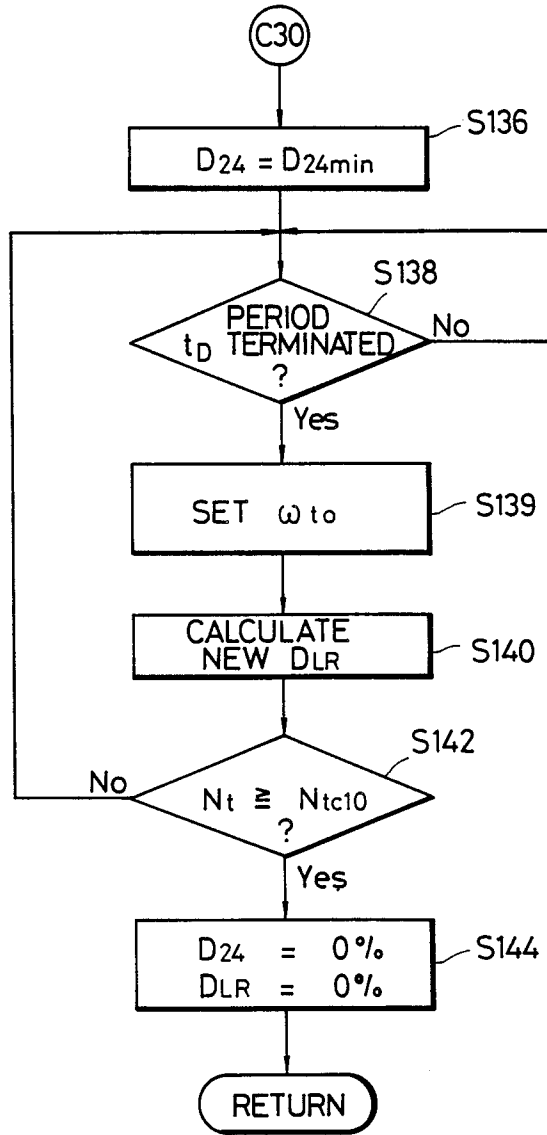 C30
S136
D24 = D24min
S138
PERIOD
tD TERMINATED
?
No
Yes
SET ωto
S139
CALCULATE
NEW DLR
S140
S142
No
Nt ≧ Ntc10
?
Yes
D24 = 0%
DLR = 0%
S144
RETURN